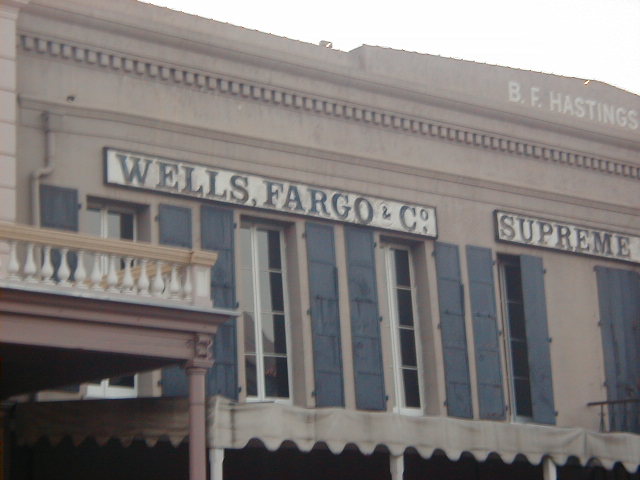 B. F. HASTINGS
WELLS, FARGO & CO.
SUPREME